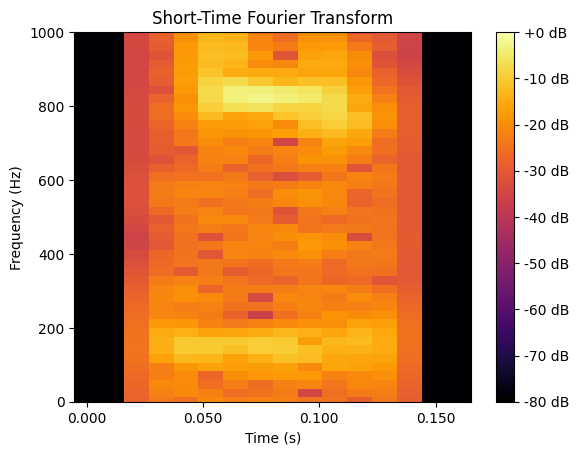 Short-Time Fourier Transform
1000
800
600
400
200
0
Frequency (Hz)
0.000
0.050
0.100
0.150
Time (s)
+0 dB
-10 dB
-20 dB
-30 dB
-40 dB
-50 dB
-60 dB
-70 dB
-80 dB